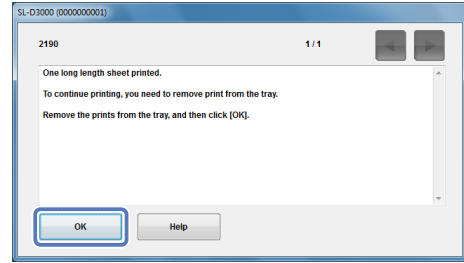 SL-D3000 (0000000001)
2190 1/1
One long length sheet printed.
To continue printing, you need to remove print from the tray.
Remove the prints from the tray, and then click [OK].
OK Help